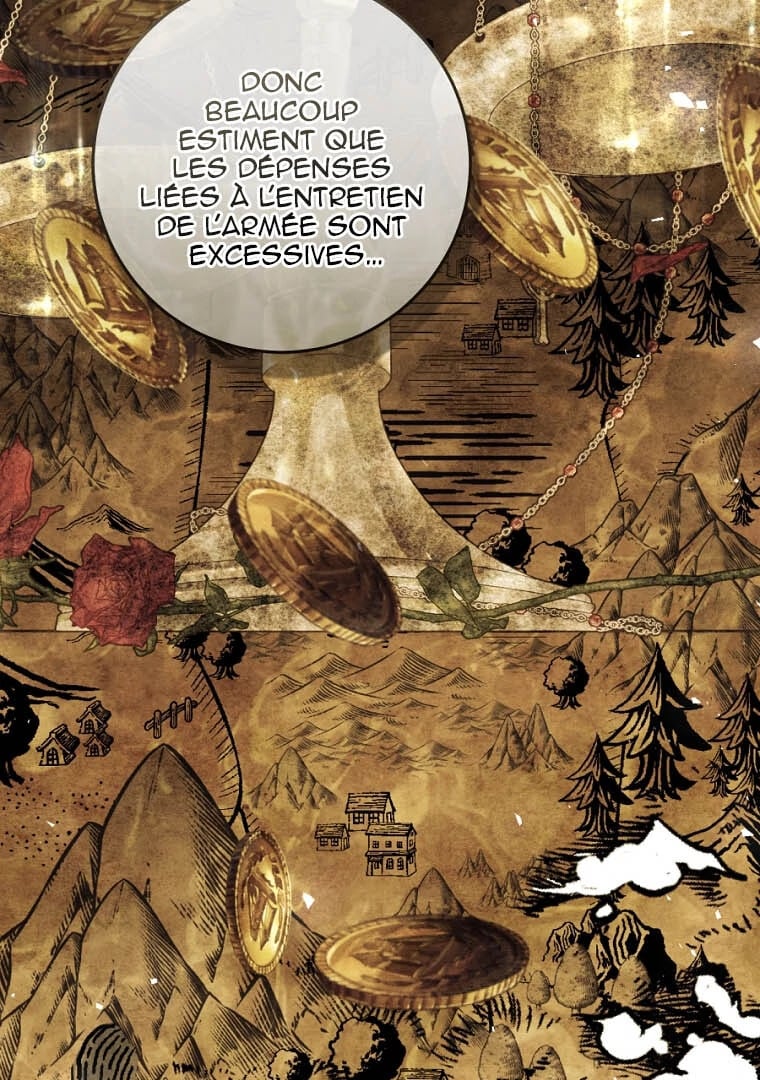 DONC
BEAUCOUP
ESTIMENT QUE
LES DÉPENSES
LIÉES À L'ENTRETIEN
DE L'ARMÉE SONT
EXCESSIVES...